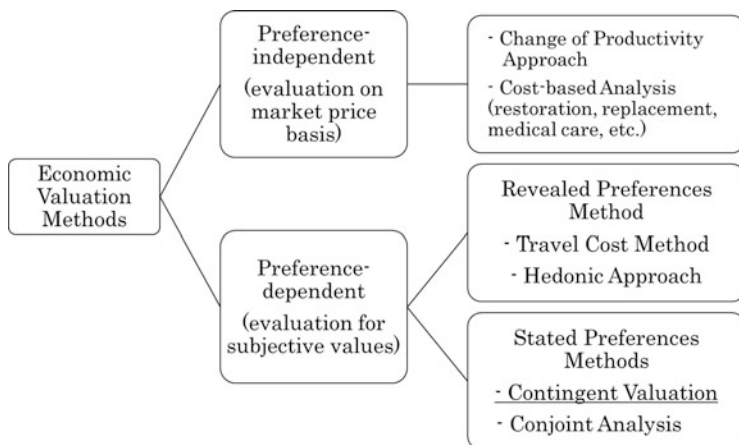 Economic
Valuation
Methods
Preference-
independent
(evaluation on
market price
basis)
- Change of Productivity
Approach
- Cost-based Analysis
(restoration, replacement,
medical care, etc.)
Preference-
dependent
(evaluation for
subjective values)
Revealed Preferences
Method
- Travel Cost Method
- Hedonic Approach
Stated Preferences
Methods
- Contingent Valuation
- Conjoint Analysis